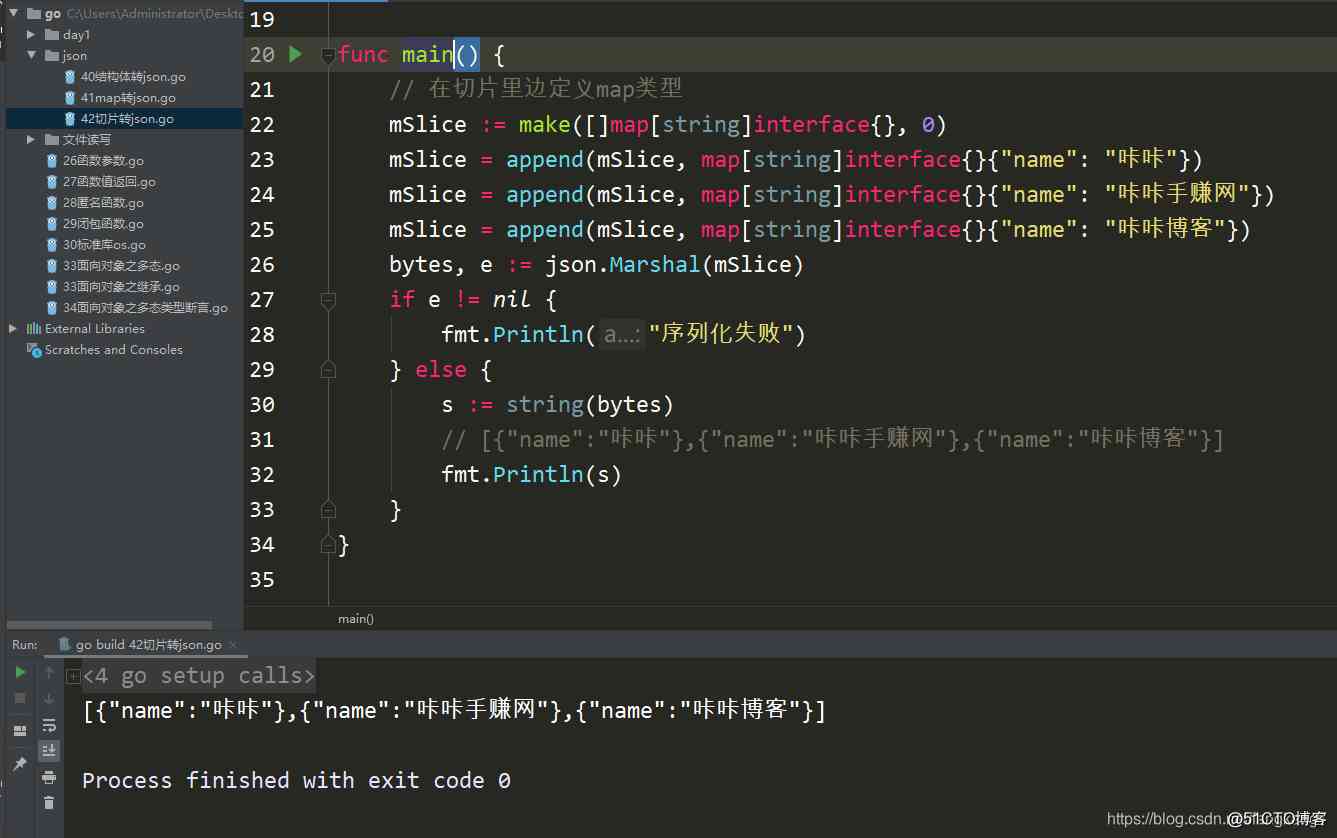 go C:\Users\Administrator\Deskto
day1
json
40结构体转json.go
41map转json.go
42切片转json.go
文件读写
26函数参数.go
27函数值返回.go
28匿名函数.go
29闭包函数.go
30标准库os.go
33面向对象之多态.go
33面向对象之继承.go
34面向对象之多态类型断言.go
External Libraries
Scratches and Consoles
19
20 func main() {
21 // 在切片里边定义map类型
22 mSlice := make([]map[string]interface{}, 0)
23 mSlice = append(mSlice, map[string]interface{}{"name": "咔咔"})
24 mSlice = append(mSlice, map[string]interface{}{"name": "咔咔手赚网"})
25 mSlice = append(mSlice, map[string]interface{}{"name": "咔咔博客"})
26 bytes, e := json.Marshal(mSlice)
27 if e != nil {
28 fmt.Println( a...: "序列化失败")
29 } else {
30 s := string(bytes)
31 // [{"name":"咔咔"},{"name":"咔咔手赚网"},{"name":"咔咔博客"}]
32 fmt.Println(s)
33 }
34 }
35
main()
Run: go build 42切片转json.go
<4 go setup calls>
[{"name":"咔咔"},{"name":"咔咔手赚网"},{"name":"咔咔博客"}]
Process finished with exit code 0
https://blog.csdn.n
@51CTO博客